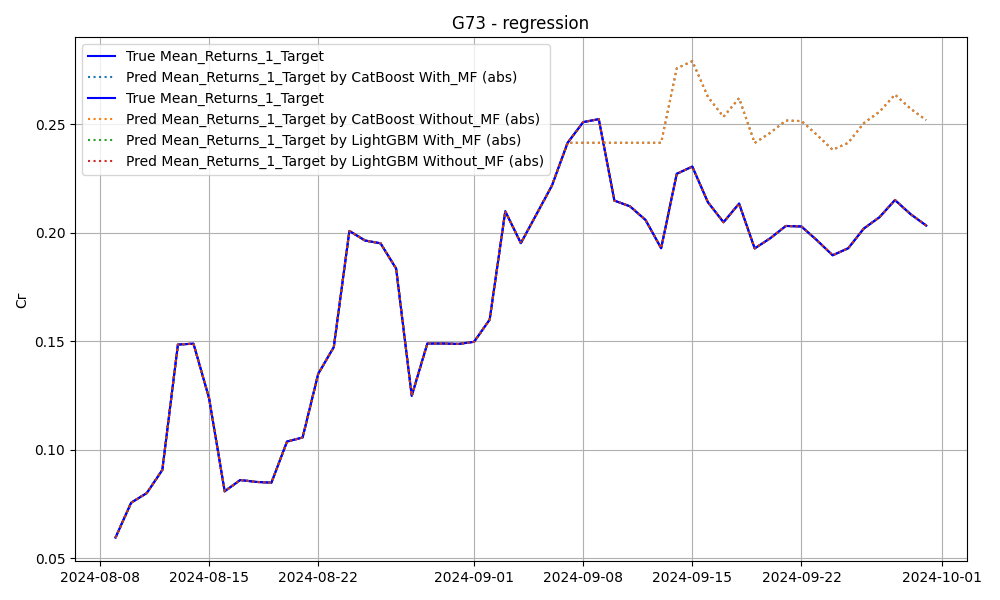 G73 - regression
True Mean_Returns_1_Target
Pred Mean_Returns_1_Target by CatBoost With_MF (abs)
True Mean_Returns_1_Target
Pred Mean_Returns_1_Target by CatBoost Without_MF (abs)
Pred Mean_Returns_1_Target by LightGBM With_MF (abs)
Pred Mean_Returns_1_Target by LightGBM Without_MF (abs)
0.25
0.20
0.15
0.10
0.05
Cr
2024-08-08 2024-08-15 2024-08-22 2024-09-01 2024-09-08 2024-09-15 2024-09-22 2024-10-01